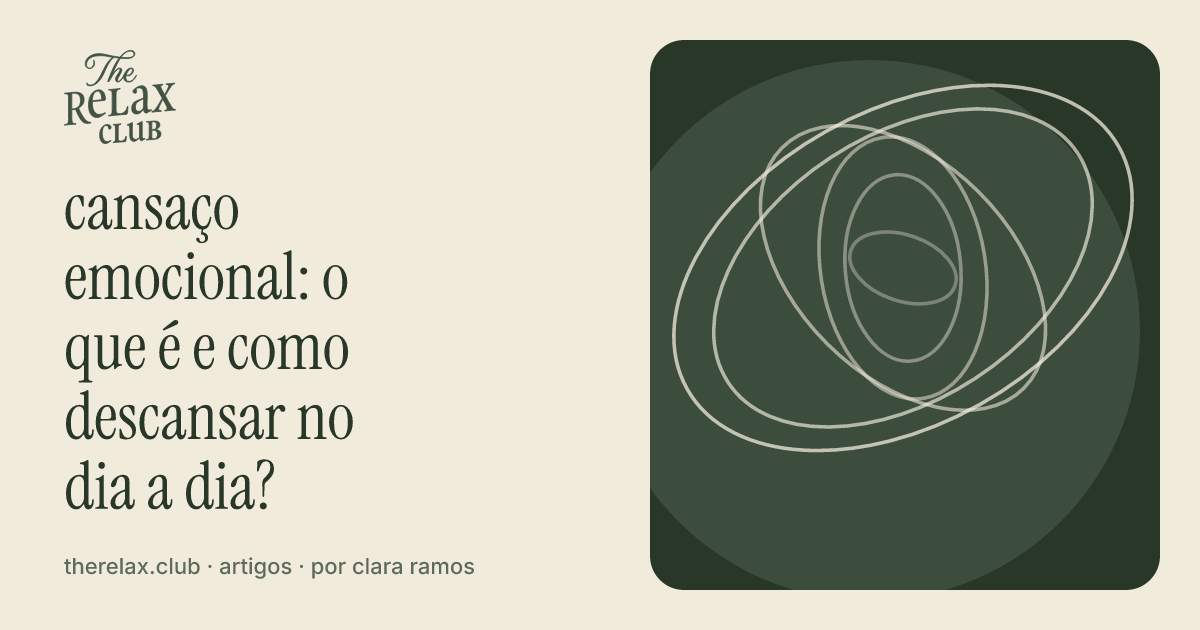 The
Relax
Club
cansaço
emocional: o
que é e como
descansar no
dia a dia?
therelax.club · artigos · por clara ramos